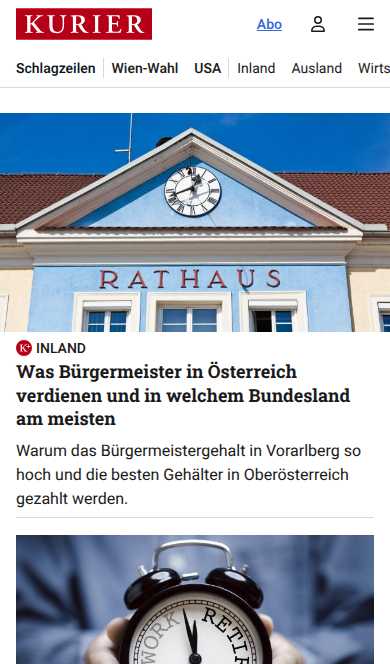 KURIER
Abo
Schlagzeilen Wien-Wahl USA Inland Ausland Wirts
RATHAUS
K+ INLAND
Was Bürgermeister in Österreich
verdienen und in welchem Bundesland
am meisten
Warum das Bürgermeistergehalt in Vorarlberg so
hoch und die besten Gehälter in Oberösterreich
gezahlt werden.
WORK RETIRE